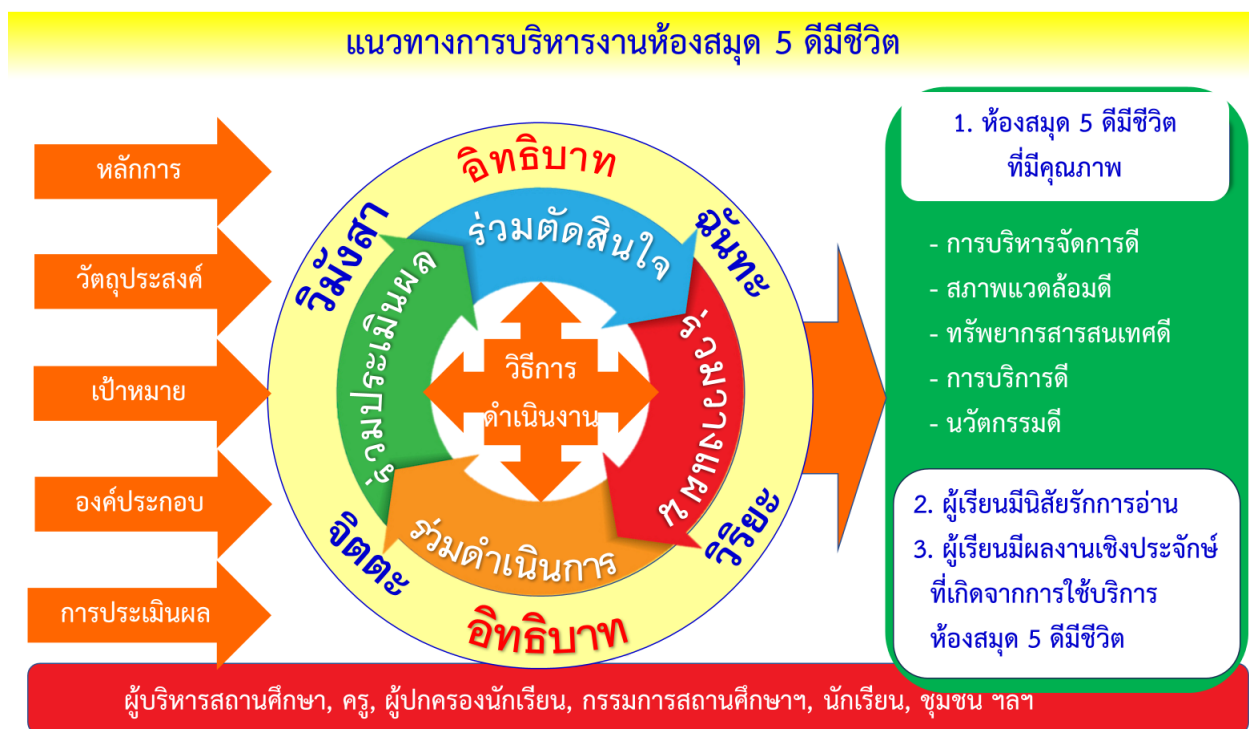 แนวทางการบริหารงานห้องสมุด 5 ดีมีชีวิต
หลักการ
วัตถุประสงค์
เป้าหมาย
องค์ประกอบ
การประเมินผล
อิทธิบาท
ฉันทะ
วิริยะ
จิตตะ
วิมังสา
อิทธิบาท
ร่วมตัดสินใจ
ร่วมวางแผน
ร่วมดำเนินการ
ร่วมประเมินผล
วิธีการ
ดำเนินงาน
1. ห้องสมุด 5 ดีมีชีวิต
ที่มีคุณภาพ
- การบริหารจัดการดี
- สภาพแวดล้อมดี
- ทรัพยากรสารสนเทศดี
- การบริการดี
- นวัตกรรมดี
2. ผู้เรียนมีนิสัยรักการอ่าน
3. ผู้เรียนมีผลงานเชิงประจักษ์
ที่เกิดจากการใช้บริการ
ห้องสมุด 5 ดีมีชีวิต
ผู้บริหารสถานศึกษา, ครู, ผู้ปกครองนักเรียน, กรรมการสถานศึกษาฯ, นักเรียน, ชุมชน ฯลฯ